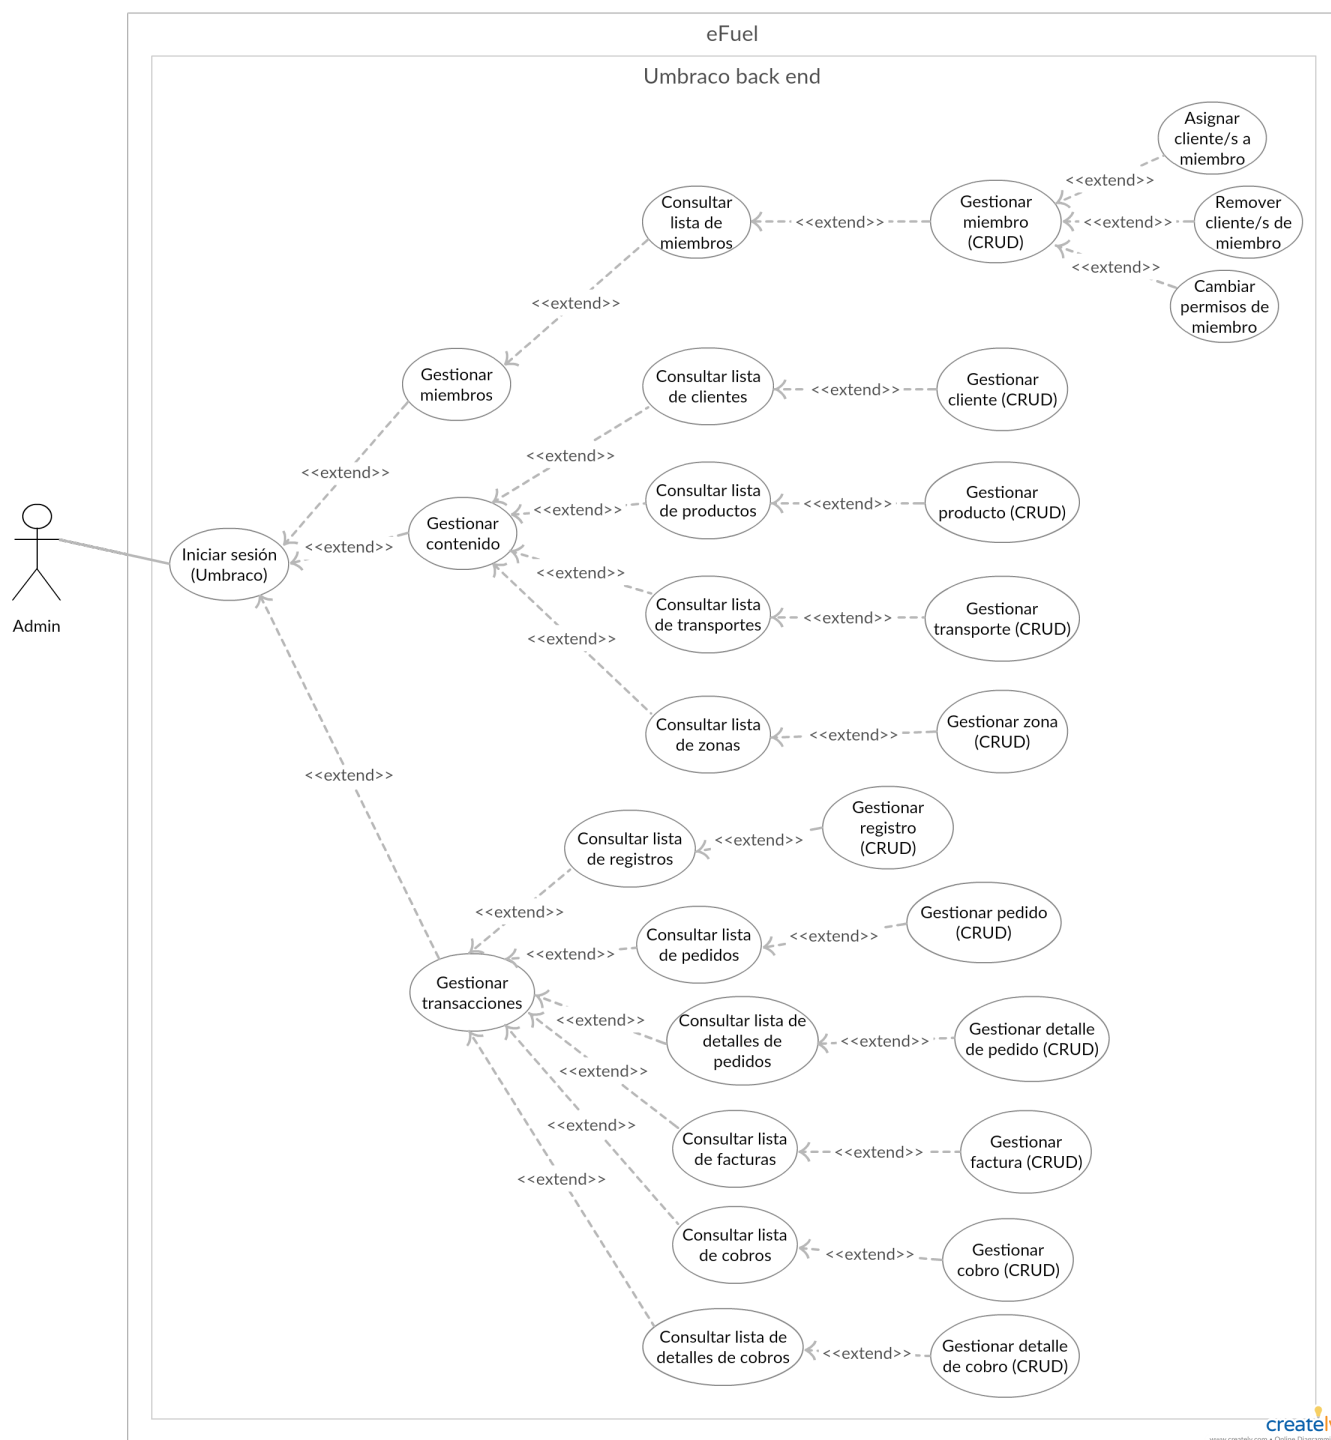 eFuel
Umbraco back end
Asignar
cliente/s a
miembro
<<extend>>
Consultar
lista de
miembros
<<extend>>
Gestionar
miembro
(CRUD)
<<extend>>
Remover
cliente/s de
miembro
<<extend>>
Cambiar
permisos de
miembro
<<extend>>
Gestionar
miembros
Consultar lista
de clientes
<<extend>>
Gestionar
cliente (CRUD)
<<extend>>
<<extend>>
Consultar lista
de productos
<<extend>>
Gestionar
producto (CRUD)
<<extend>>
Gestionar
contenido
<<extend>>
Iniciar sesión
(Umbraco)
<<extend>>
Admin
Consultar lista
de transportes
<<extend>>
Gestionar
transporte (CRUD)
<<extend>>
Consultar lista
de zonas
<<extend>>
Gestionar zona
(CRUD)
<<extend>>
Consultar lista
de registros
<<extend>>
Gestionar
registro
(CRUD)
<<extend>>
Consultar lista
de pedidos
<<extend>>
Gestionar pedido
(CRUD)
<<extend>>
Gestionar
transacciones
<<extend>>
Consultar lista de
detalles de
pedidos
<<extend>>
Gestionar detalle
de pedido (CRUD)
<<extend>>
<<extend>>
Consultar lista
de facturas
<<extend>>
Gestionar
factura (CRUD)
<<extend>>
Consultar lista
de cobros
<<extend>>
Gestionar
cobro (CRUD)
Consultar lista de
detalles de cobros
<<extend>>
Gestionar detalle
de cobro (CRUD)